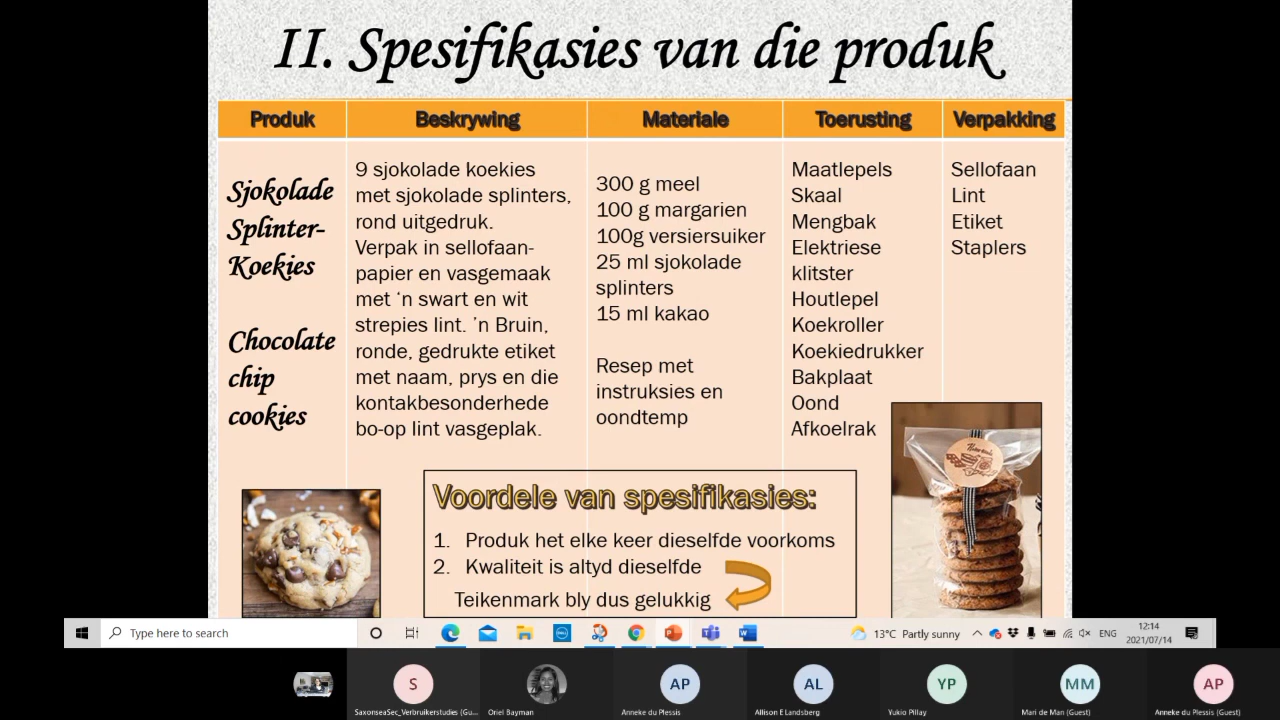 II. Spesifikasies van die produk
Produk
Beskrywing
Materiale
Toerusting
Verpakking
Sjokolade
Splinter-
Koekies
Chocolate
chip
cookies
9 sjokolade koekies
met sjokolade splinters,
rond uitgedruk.
Verpak in sellofaan-
papier en vasgemaak
met ‘n swart en wit
strepies lint. ’n Bruin,
ronde, gedrukte etiket
met naam, prys en die
kontakbesonderhede
bo-op lint vasgeplak.
300 g meel
100 g margarien
100g versiersuiker
25 ml sjokolade
splinters
15 ml kakao
Resep met
instruksies en
oondtemp
Maatlepels
Skaal
Mengbak
Elektriese
klitster
Houtlepel
Koekroller
Koekiedrukker
Bakplaat
Oond
Afkoelrak
Sellofaan
Lint
Etiket
Staplers
Voordele van spesifikasies:
1. Produk het elke keer dieselfde voorkoms
2. Kwaliteit is altyd dieselfde
Teikenmark bly dus gelukkig
Type here to search
13°C Partly sunny
ENG
12:14
2021/07/14
S
AP
AL
YP
MM
AP
SaxonseaSec_Verbruikerstudies (Gu...
Oriel Bayman
Anneke du Plessis
Allison E Landsberg
Yukio Pillay
Mari de Man (Guest)
Anneke du Plessis (Guest)